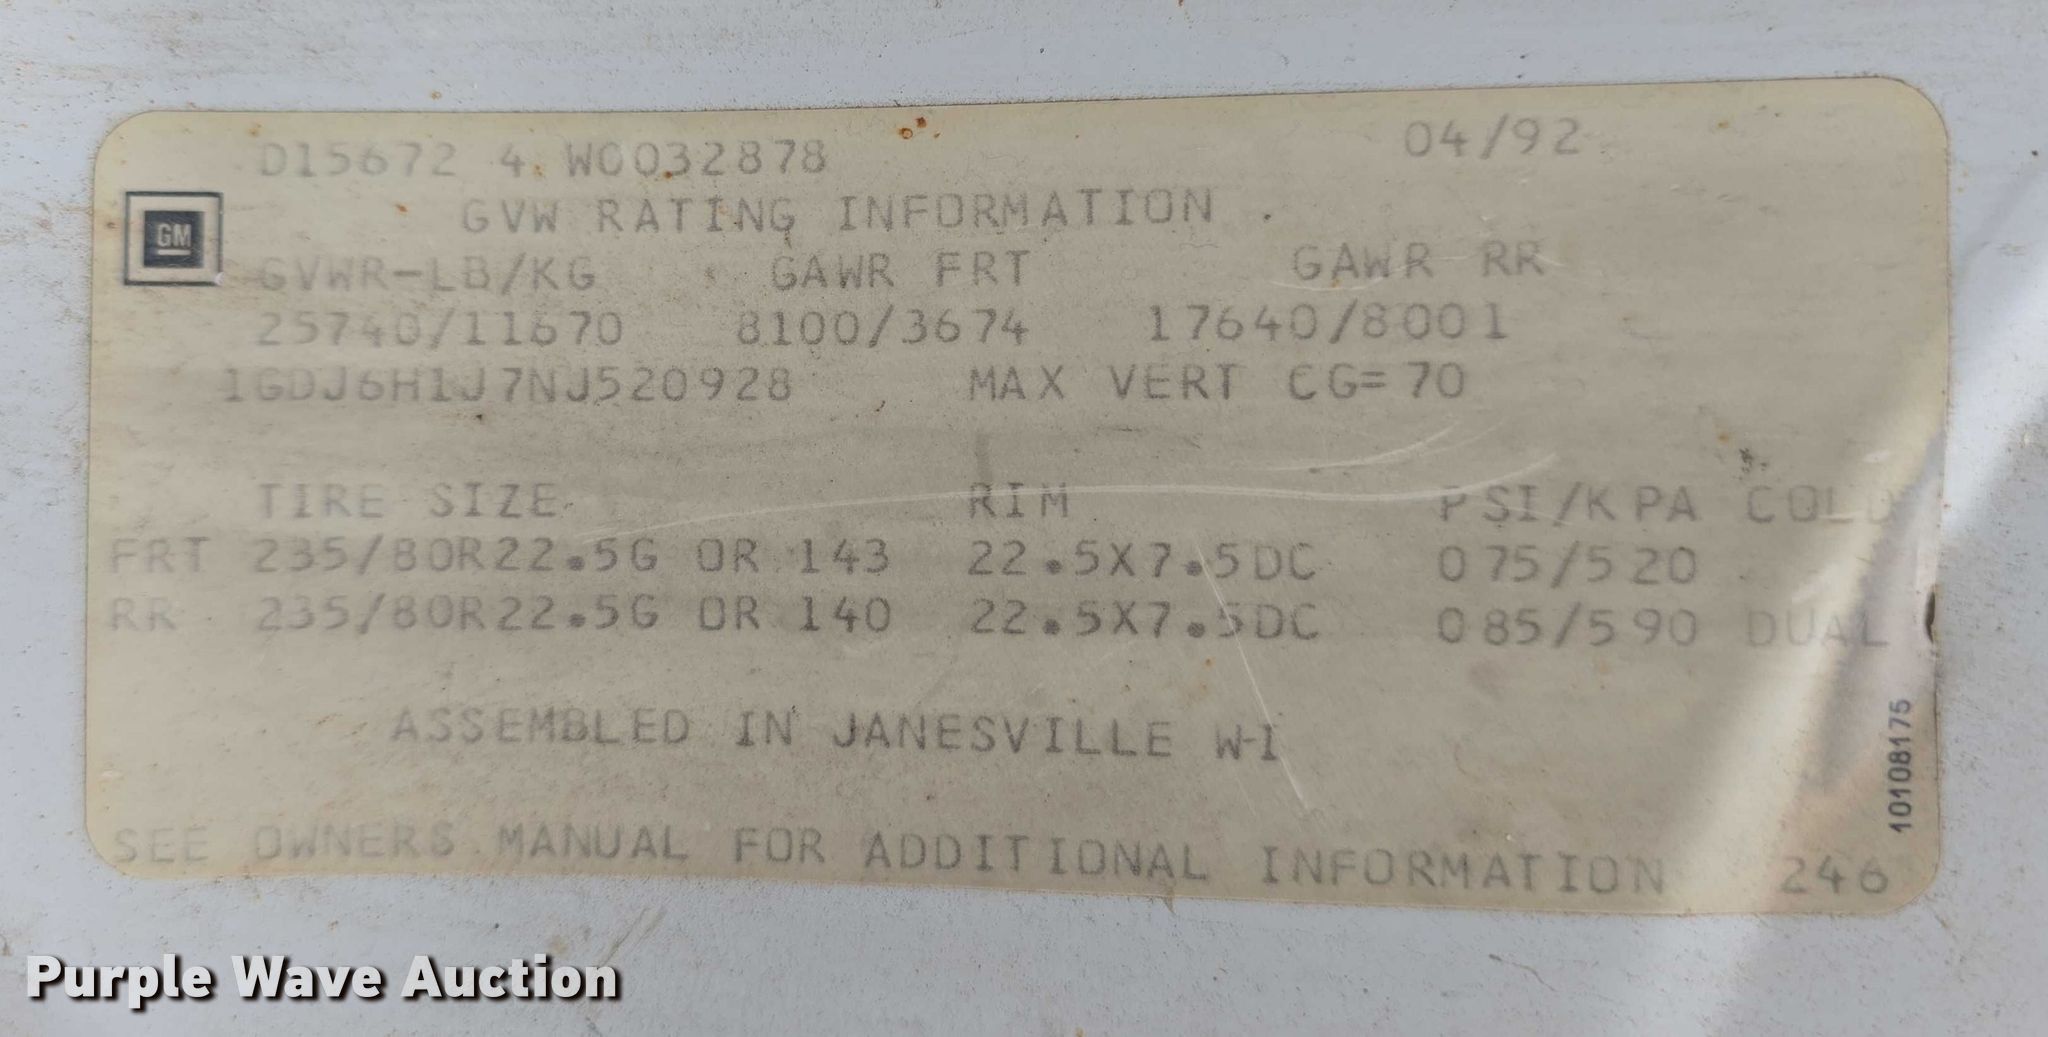 D15672 4 W0032878 04/92
GVW RATING INFORMATION
GM
GVWR-LB/KG GAWR FRT GAWR RR
25740/11670 8100/3674 17640/8001
1GDJ6H1J7NJ520928 MAX VERT CG=70
TIRE SIZE RIM PSI/KPA COLD
FRT 235/80R22.5G OR 143 22.5X7.5DC 075/520
RR 235/80R22.5G OR 140 22.5X7.5DC 085/590 DUAL
ASSEMBLED IN JANESVILLE W-I
SEE OWNERS MANUAL FOR ADDITIONAL INFORMATION 246
10108175
Purple Wave Auction